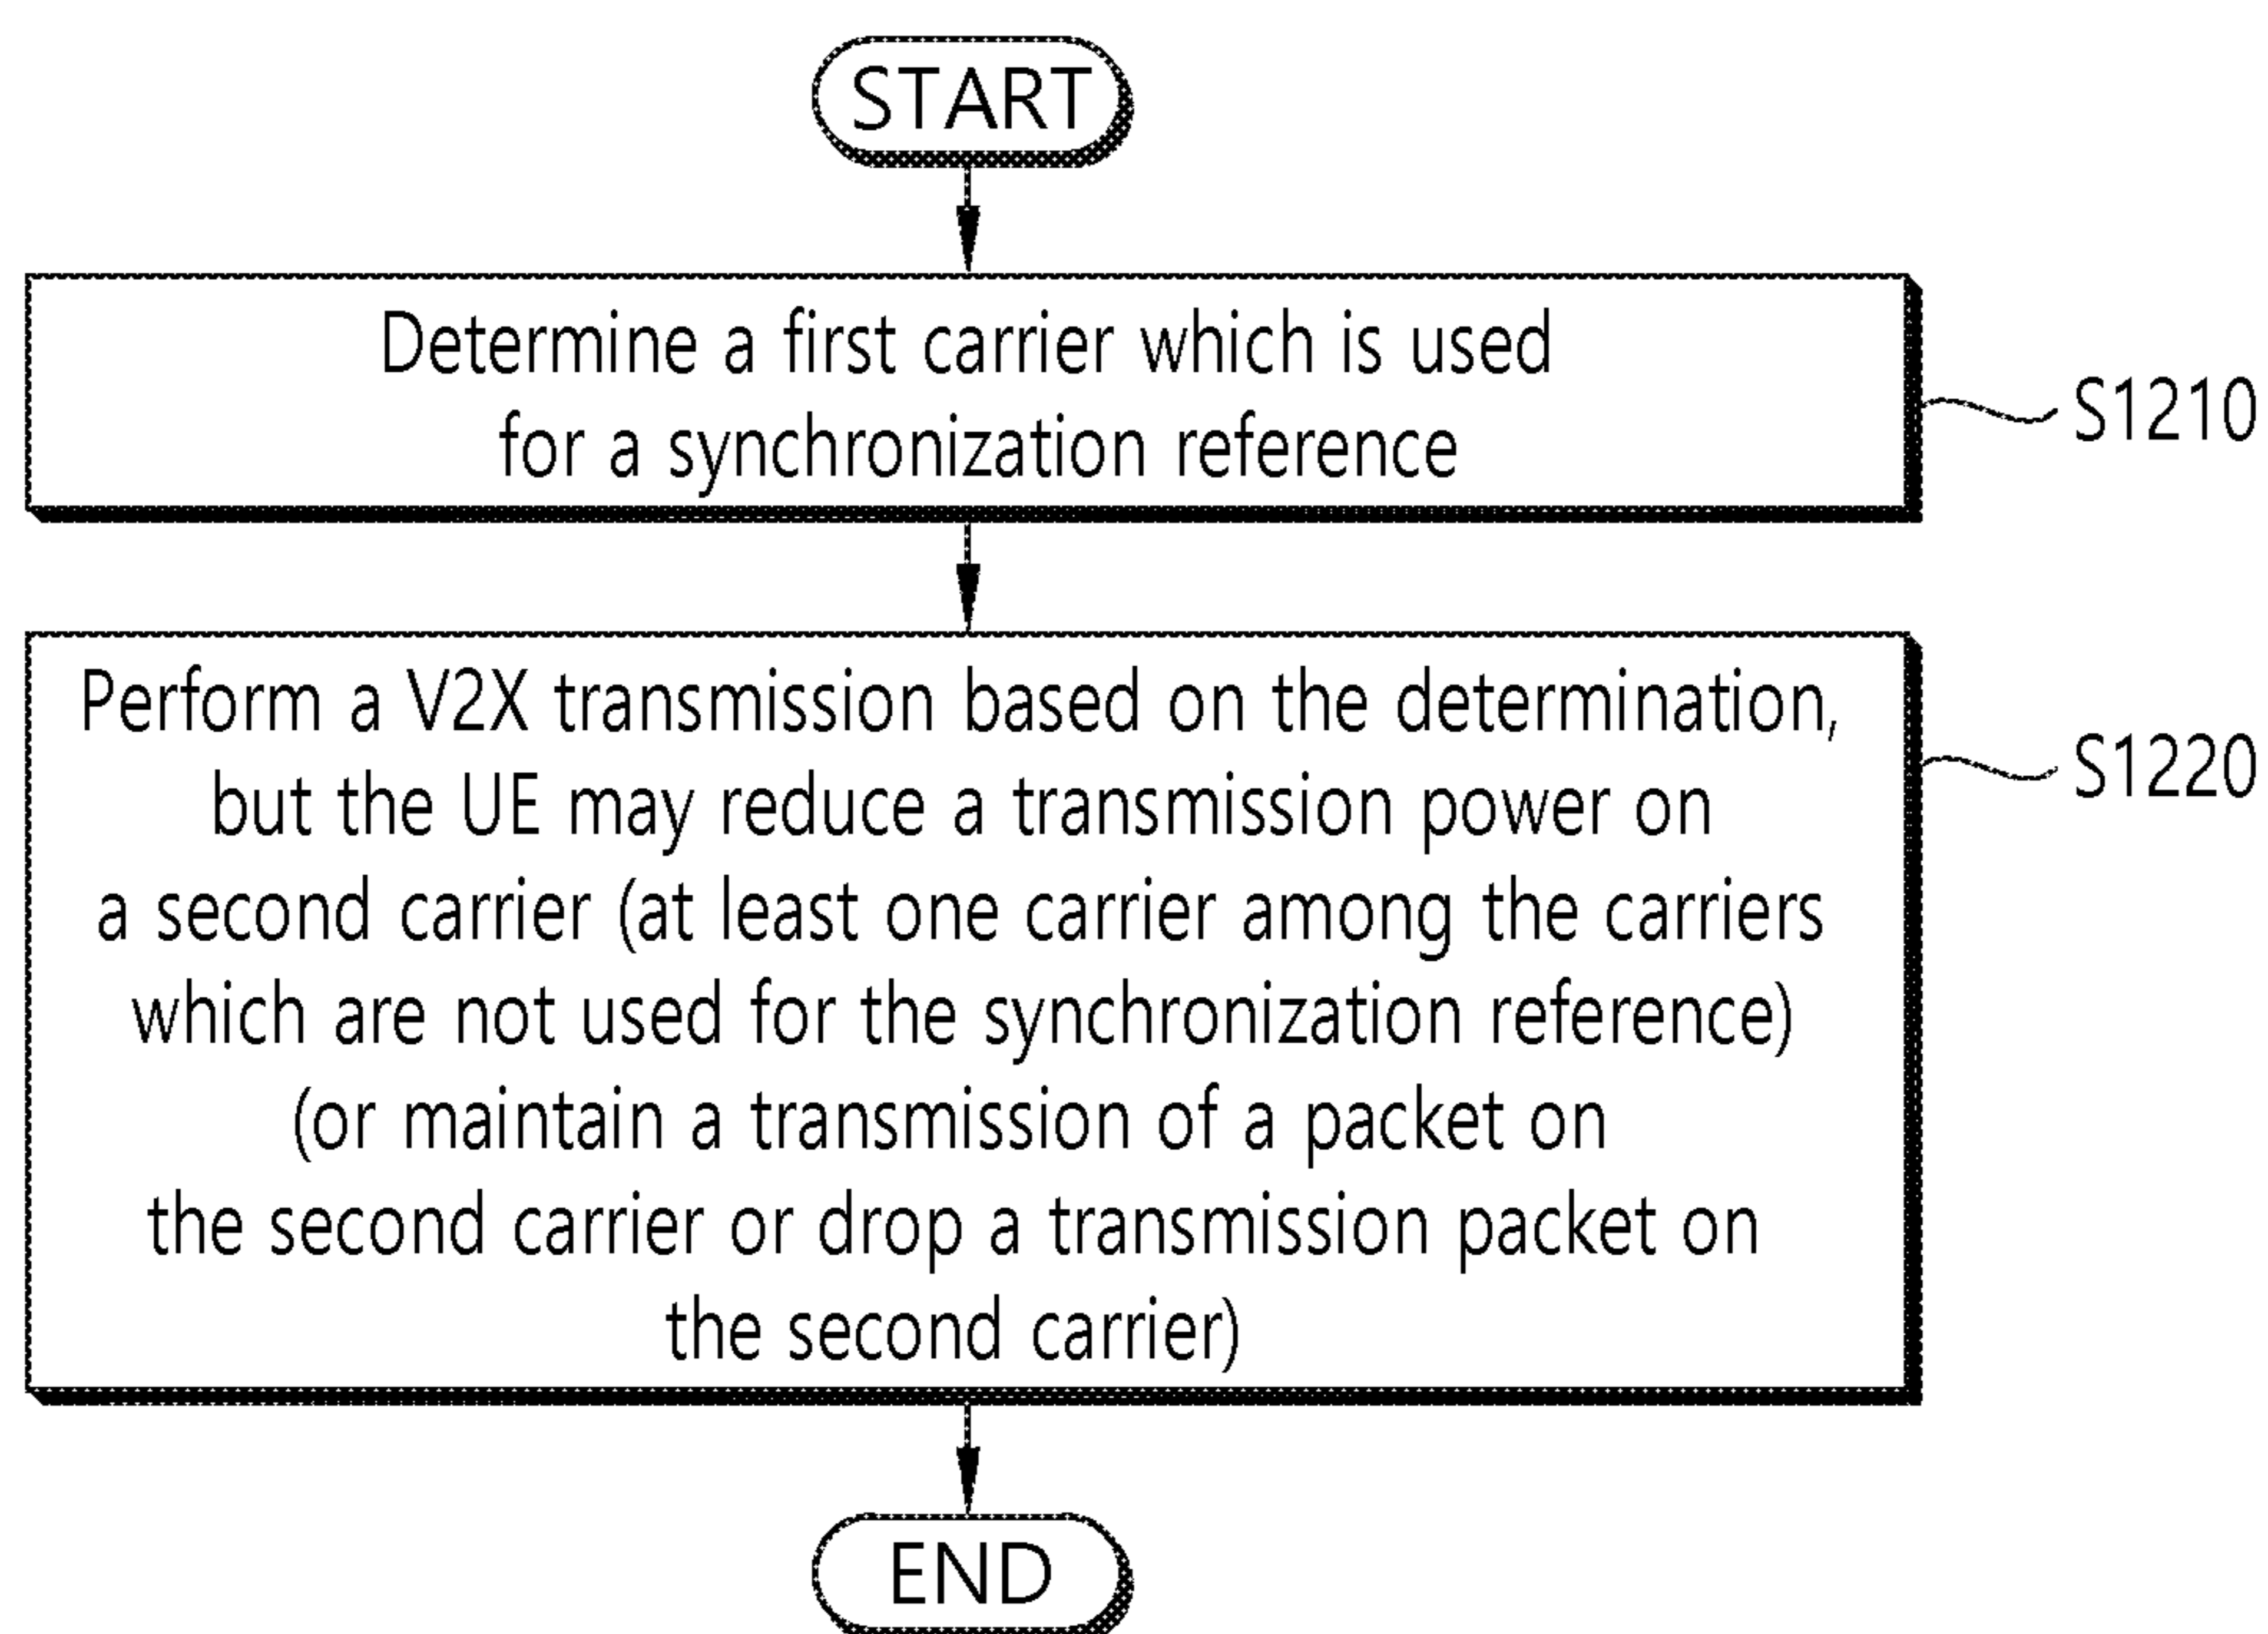 START
Determine a first carrier which is used
for a synchronization reference
S1210
Perform a V2X transmission based on the determination,
but the UE may reduce a transmission power on
a second carrier (at least one carrier among the carriers
which are not used for the synchronization reference)
(or maintain a transmission of a packet on
the second carrier or drop a transmission packet on
the second carrier)
S1220
END